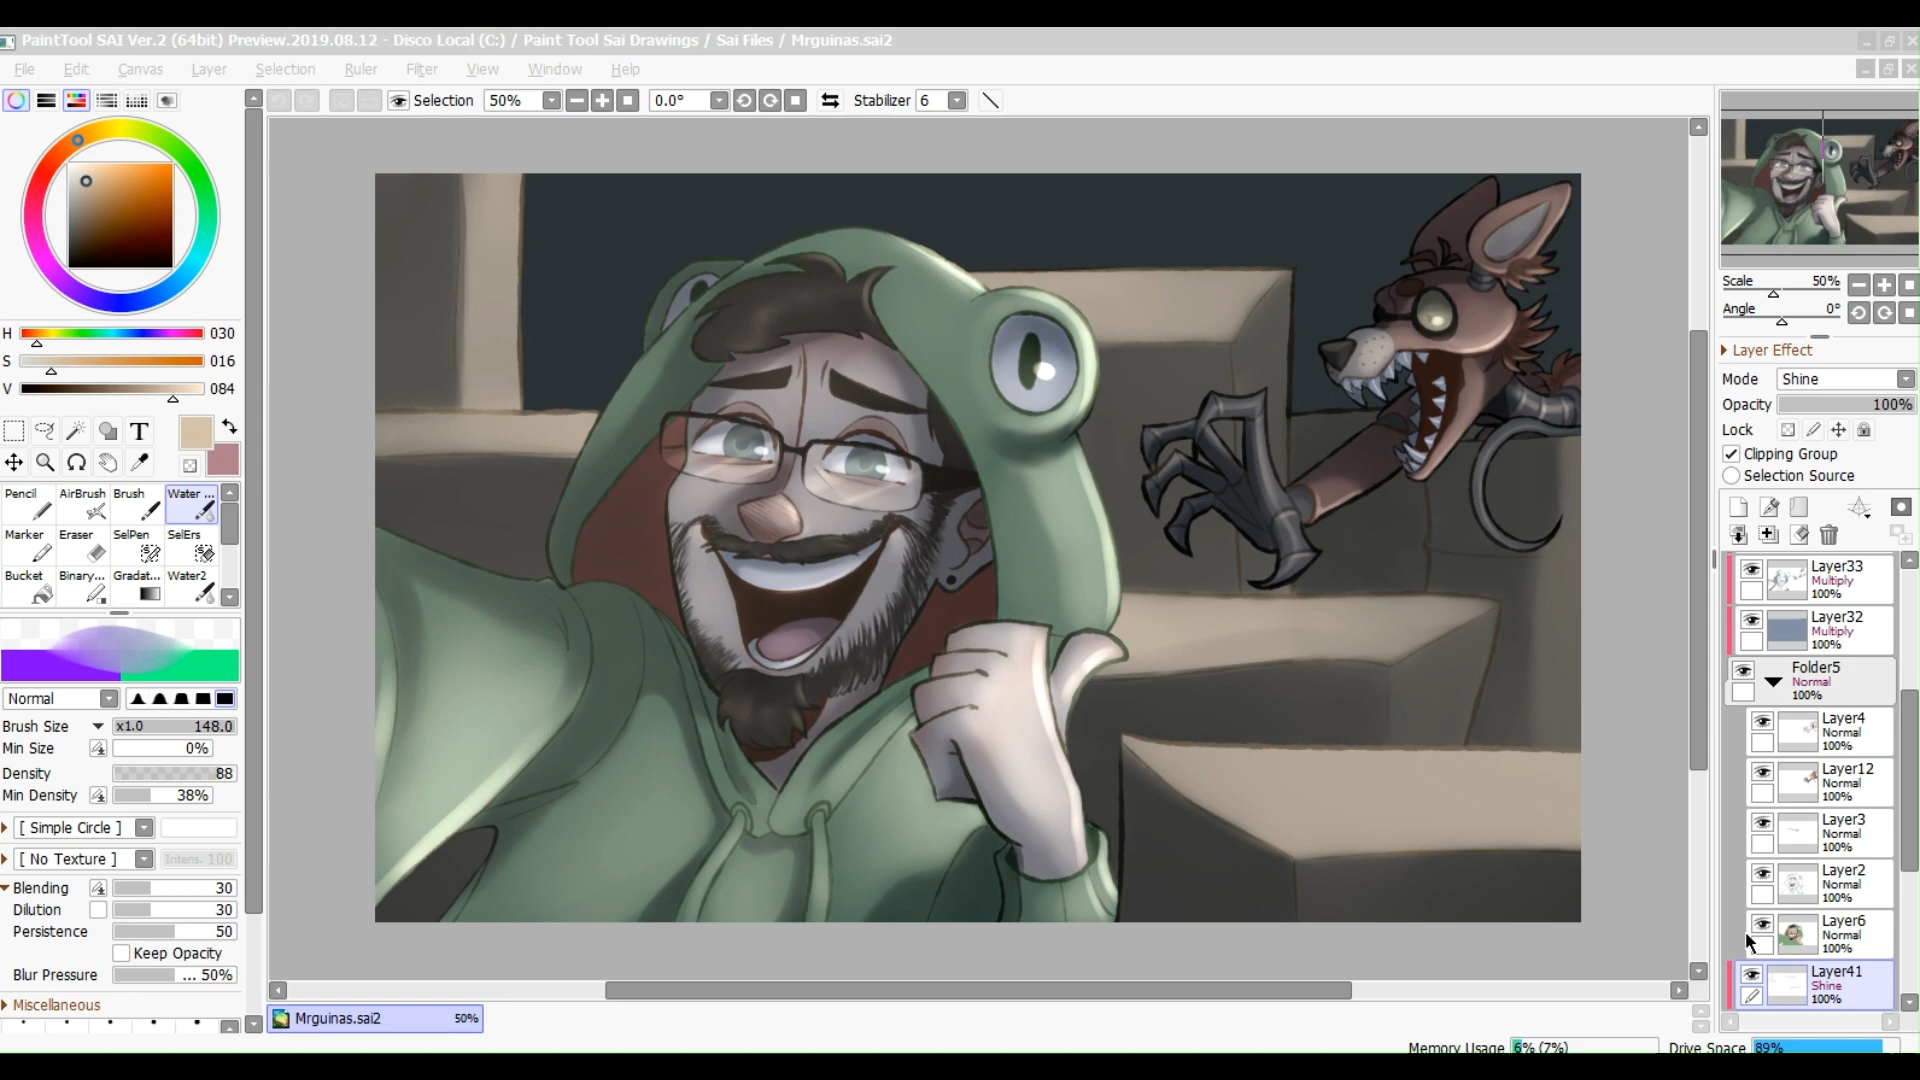 PaintTool SAI Ver.2 (64bit) Preview.2019.08.12 - Disco Local (C:) / Paint Tool Sai Drawings / Sai Files / Mrguinas.sai2
File Edit Canvas Layer Selection Ruler Filter View Window Help
Selection 50% 0.0° Stabilizer 6
H 030
S 016
V 084
T
Pencil AirBrush Brush Water ...
Marker Eraser SelPen SelErs
Bucket Binary... Gradat... Water2
Normal
Brush Size x1.0 148.0
Min Size 0%
Density 88
Min Density 38%
[ Simple Circle ]
[ No Texture ] Intens. 100
Blending 30
Dilution 30
Persistence 50
Keep Opacity
Blur Pressure ... 50%
Miscellaneous
Mrguinas.sai2 50%
Scale 50%
Angle 0°
Layer Effect
Mode Shine
Opacity 100%
Lock
Clipping Group
Selection Source
Layer33
Multiply
100%
Layer32
Multiply
100%
Folder5
Normal
100%
Layer4
Normal
100%
Layer12
Normal
100%
Layer3
Normal
100%
Layer2
Normal
100%
Layer6
Normal
100%
Layer41
Shine
100%
Memory Usage 6% (7%) Drive Space 89%